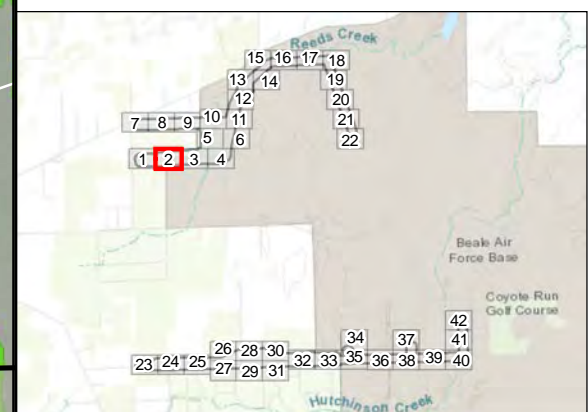 Reeds Creek
15 16 17 18
13 14 19
12 20
7 8 9 10 11 21
5 6 22
1 2 3 4
Beale Air
Force Base
Coyote Run
Golf Course
42
34 37 41
26 28 30 35
23 24 25 32 33 36 38 39 40
27 29 31
Hutchinson Creek